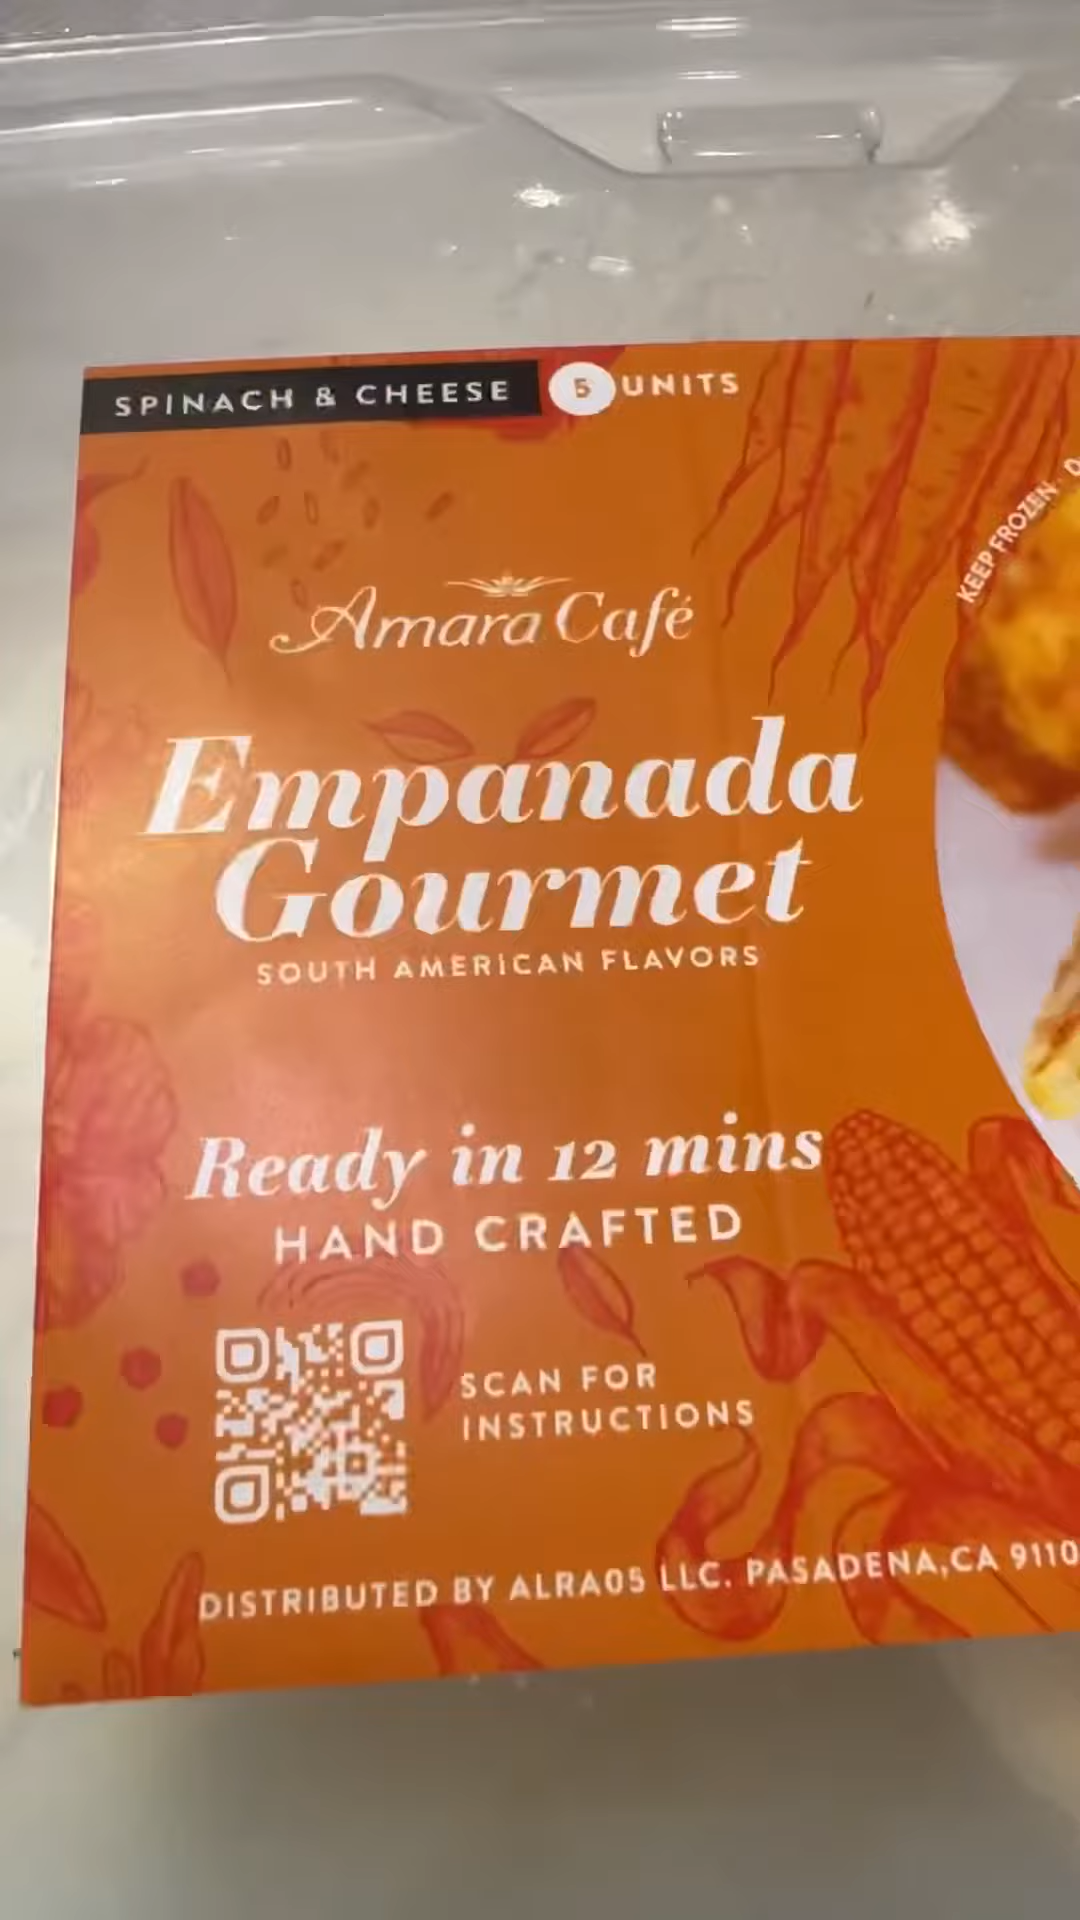 SPINACH & CHEESE 5 UNITS
KEEP FROZEN
Amara Café
Empanada
Gourmet
SOUTH AMERICAN FLAVORS
Ready in 12 mins
HAND CRAFTED
SCAN FOR
INSTRUCTIONS
DISTRIBUTED BY ALRA05 LLC. PASADENA, CA 9110